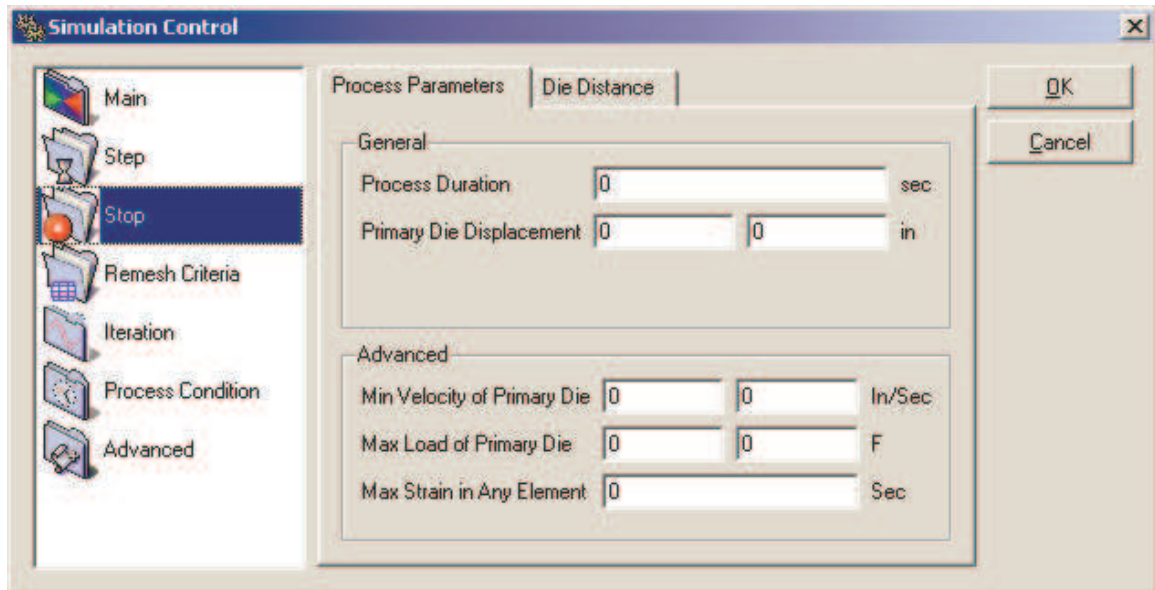 Simulation Control
Main
Step
Stop
Remesh Criteria
Iteration
Process Condition
Advanced
Process Parameters
Die Distance
General
Process Duration 0 sec
Primary Die Displacement 0 0 in
Advanced
Min Velocity of Primary Die 0 0 In/Sec
Max Load of Primary Die 0 0 F
Max Strain in Any Element 0 Sec
OK
Cancel